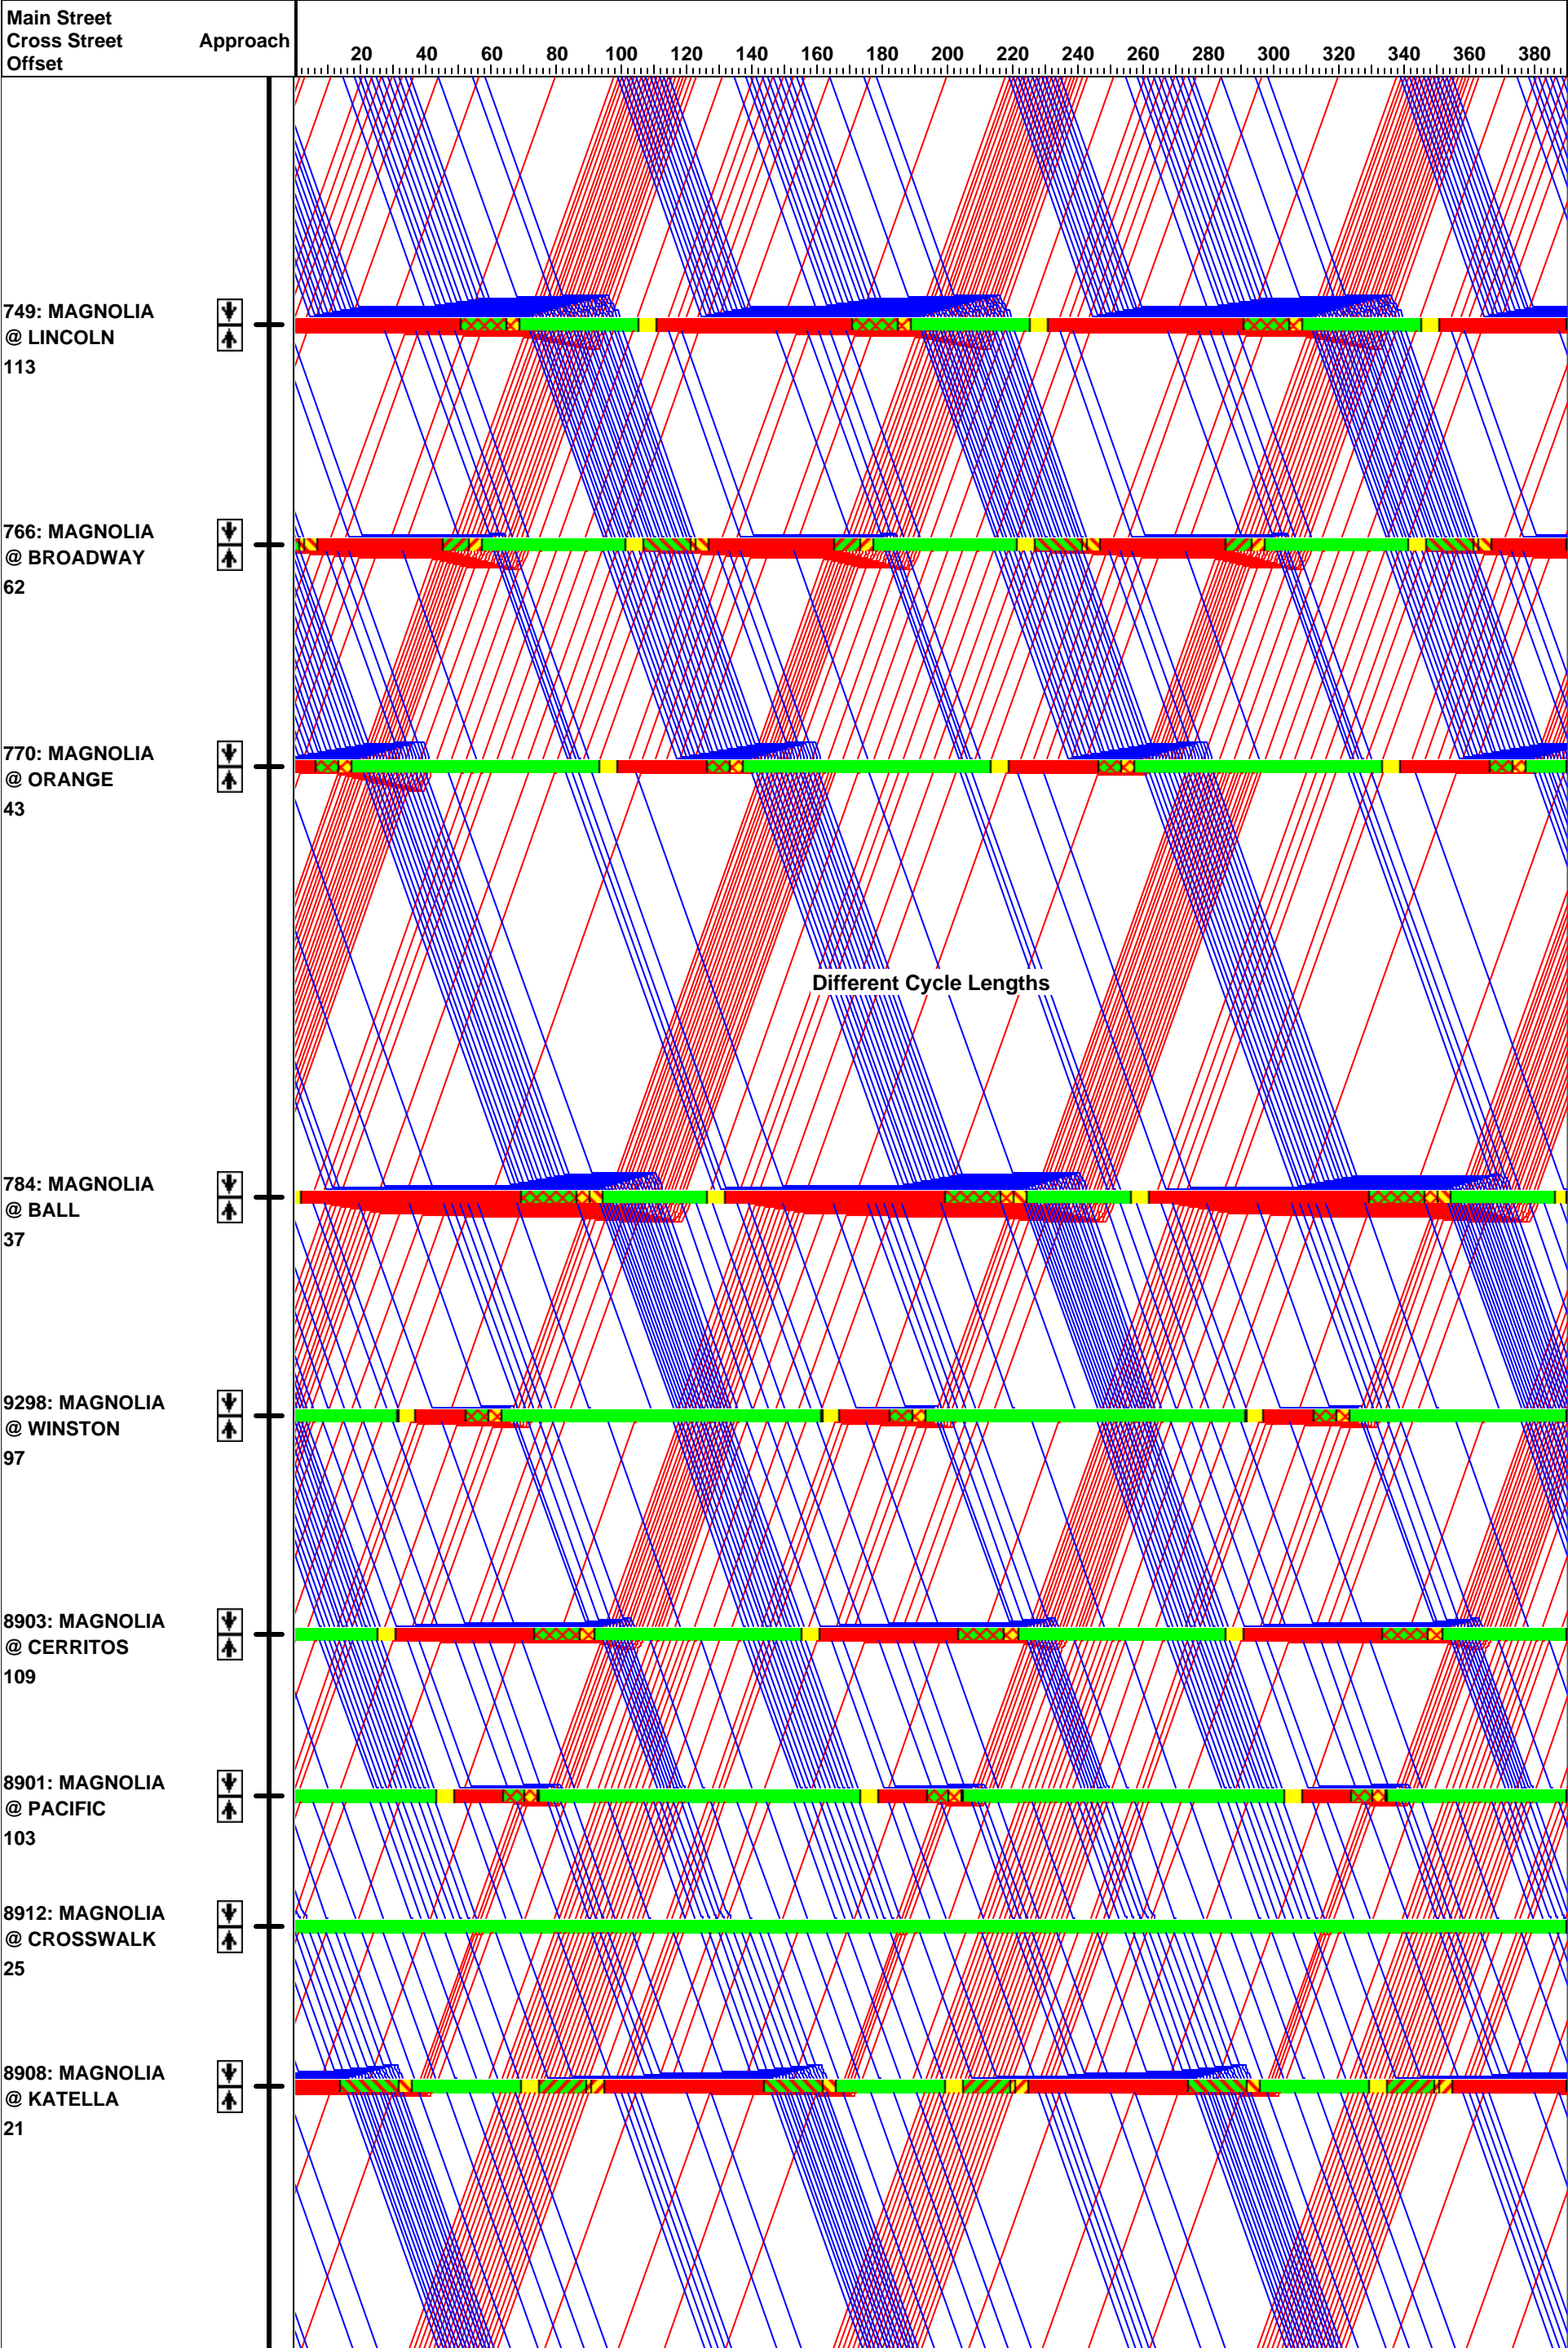 Main Street
Cross Street Approach
Offset
20 40 60 80 100 120 140 160 180 200 220 240 260 280 300 320 340 360 380
749: MAGNOLIA
@ LINCOLN
113
766: MAGNOLIA
@ BROADWAY
62
770: MAGNOLIA
@ ORANGE
43
Different Cycle Lengths
784: MAGNOLIA
@ BALL
37
9298: MAGNOLIA
@ WINSTON
97
8903: MAGNOLIA
@ CERRITOS
109
8901: MAGNOLIA
@ PACIFIC
103
8912: MAGNOLIA
@ CROSSWALK
25
8908: MAGNOLIA
@ KATELLA
21